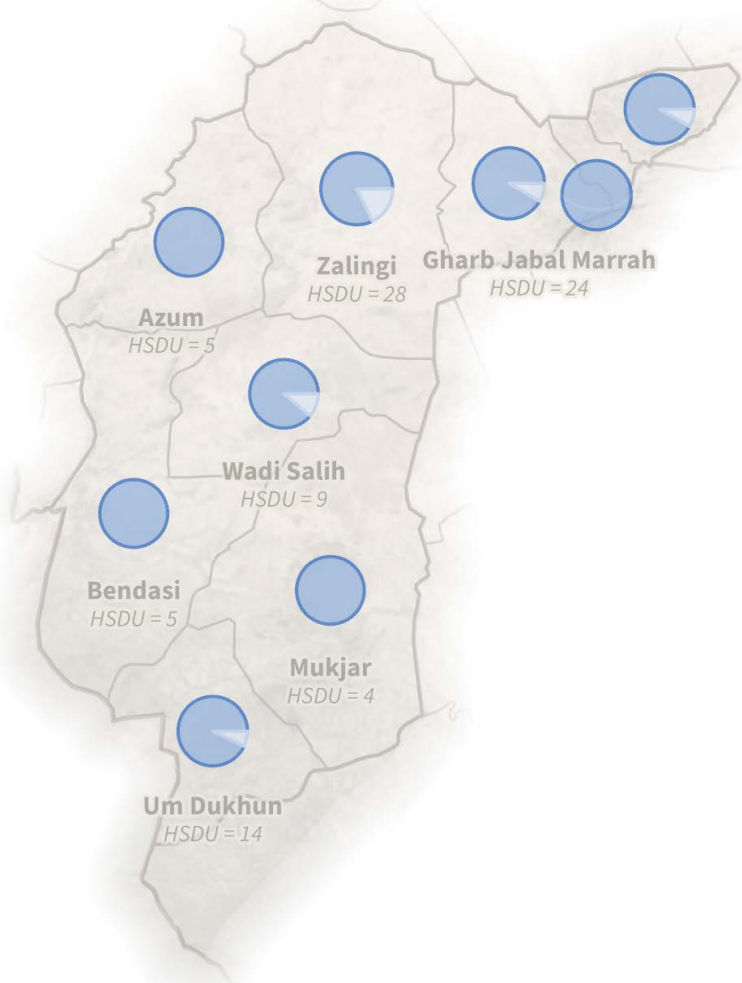 Zalingi
HSDU = 28
Gharb Jabal Marrah
HSDU = 24
Azum
HSDU = 5
Wadi Salih
HSDU = 9
Bendasi
HSDU = 5
Mukjar
HSDU = 4
Um Dukhun
HSDU = 14